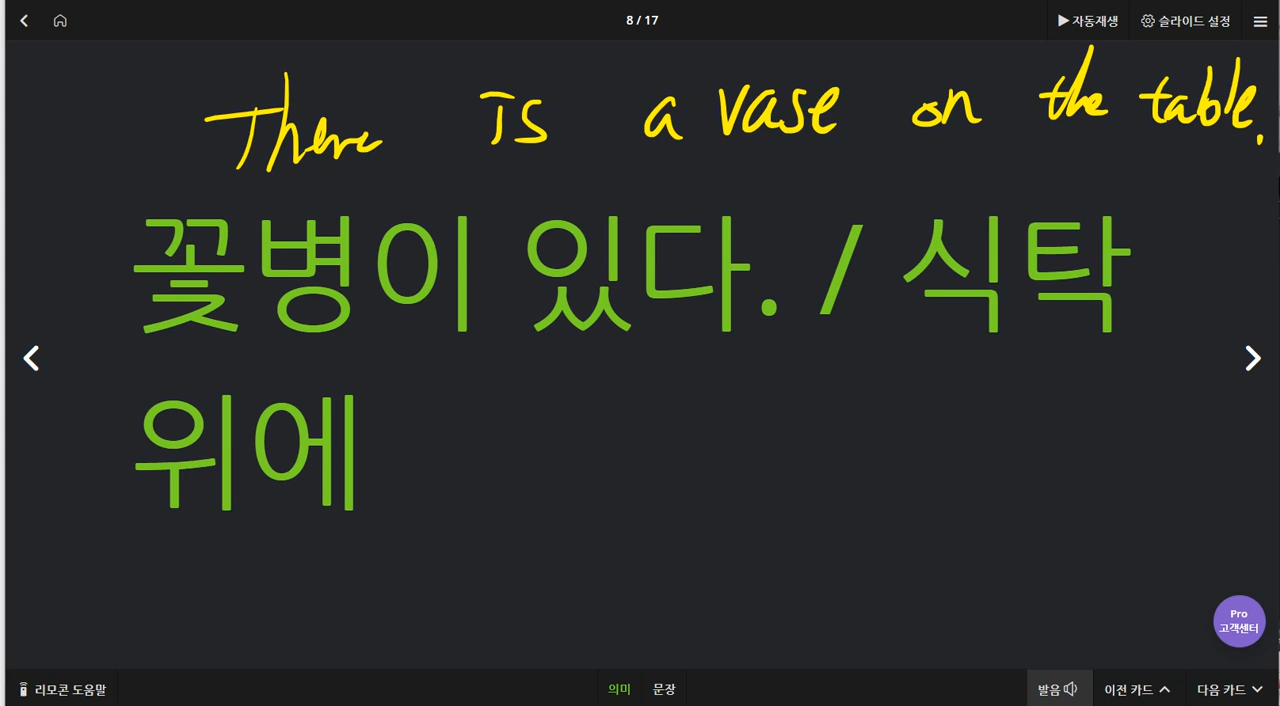 8 / 17
자동재생
슬라이드 설정
There is a vase on the table.
꽃병이 있다. / 식탁
위에
Pro
고객센터
리모콘 도움말
의미
문장
발음
이전 카드
다음 카드